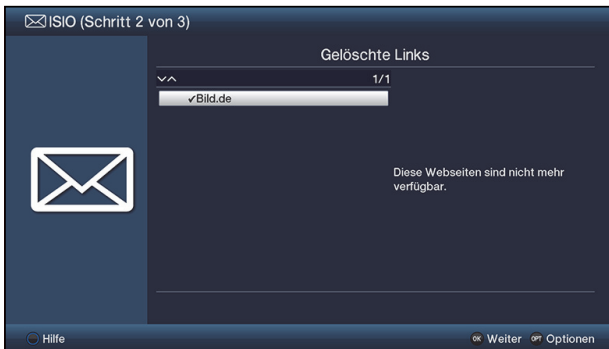 ISIO (Schritt 2 von 3)
Gelöschte Links
1/1
✓Bild.de
Diese Webseiten sind nicht mehr
verfügbar.
Hilfe
OK Weiter OPT Optionen